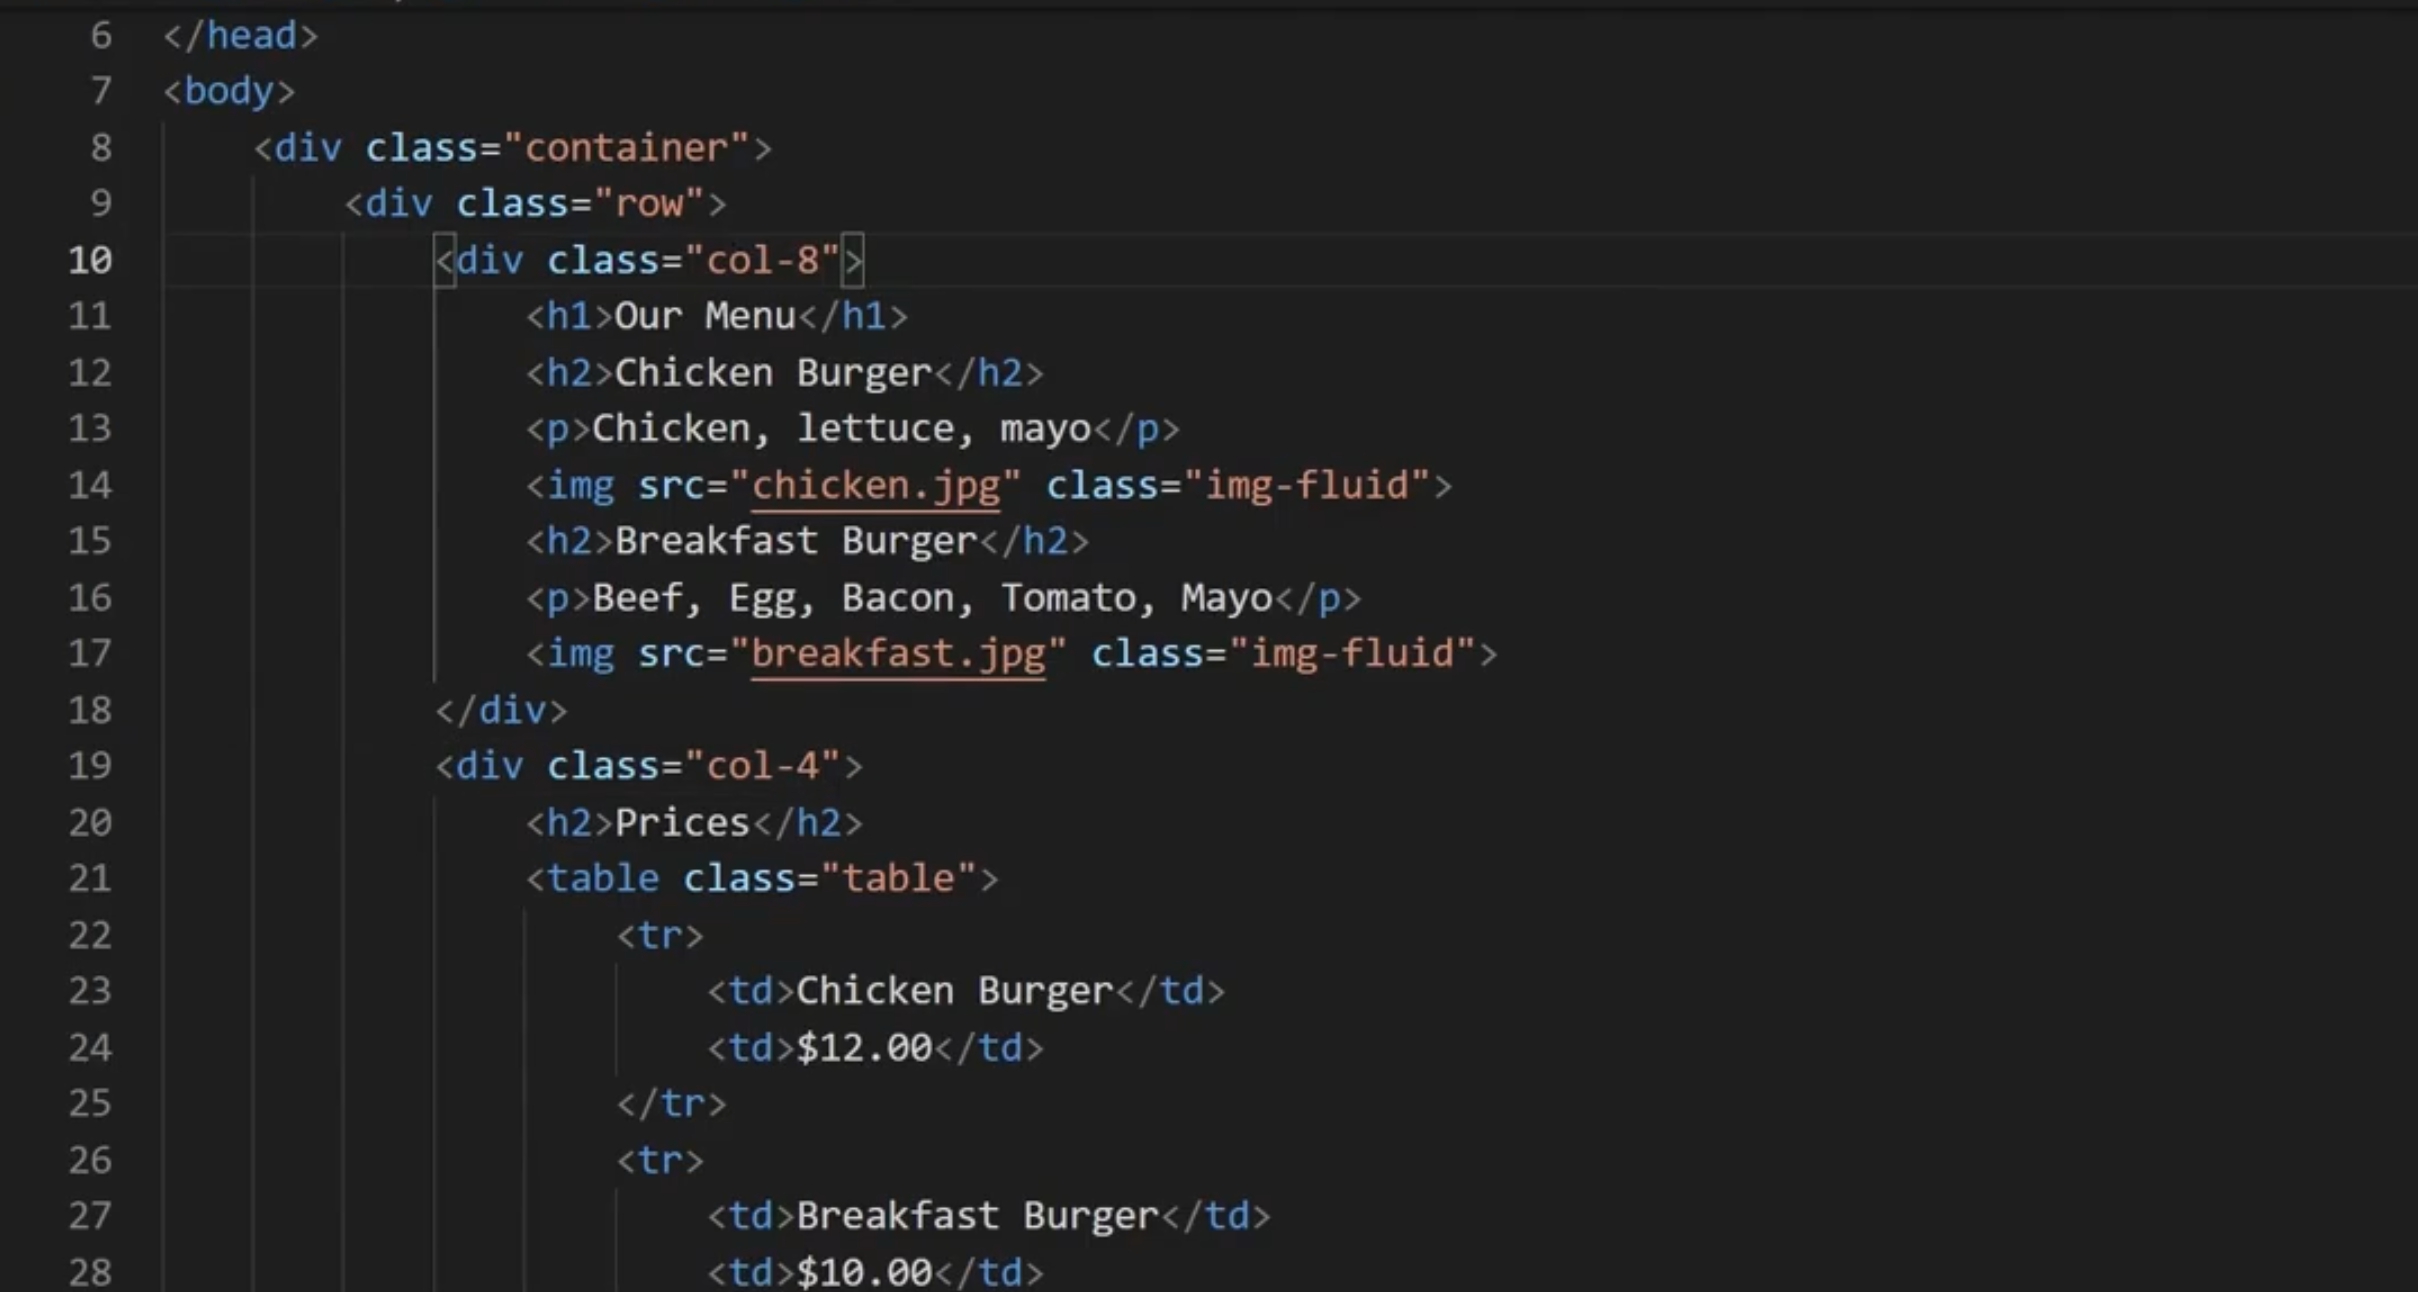 6 </head>
7 <body>
8 <div class="container">
9 <div class="row">
10 <div class="col-8">
11 <h1>Our Menu</h1>
12 <h2>Chicken Burger</h2>
13 <p>Chicken, lettuce, mayo</p>
14 <img src="chicken.jpg" class="img-fluid">
15 <h2>Breakfast Burger</h2>
16 <p>Beef, Egg, Bacon, Tomato, Mayo</p>
17 <img src="breakfast.jpg" class="img-fluid">
18 </div>
19 <div class="col-4">
20 <h2>Prices</h2>
21 <table class="table">
22 <tr>
23 <td>Chicken Burger</td>
24 <td>$12.00</td>
25 </tr>
26 <tr>
27 <td>Breakfast Burger</td>
28 <td>$10.00</td>